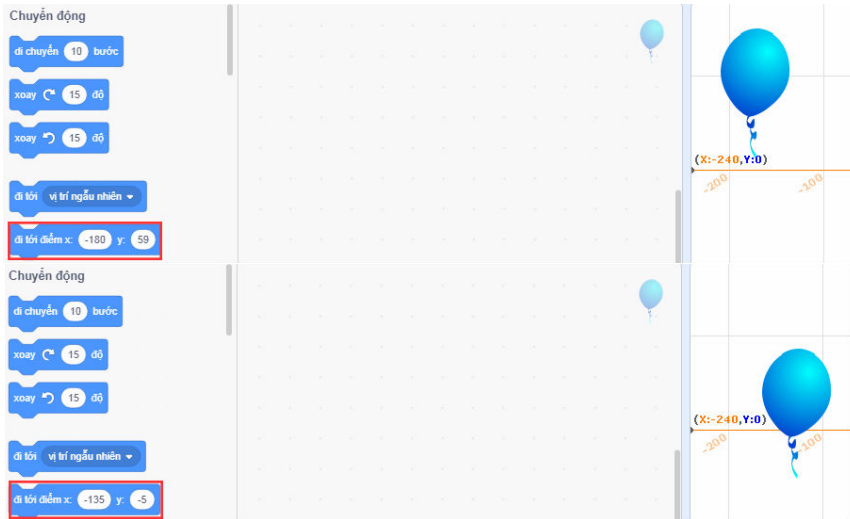 Chuyển động
di chuyển 10 bước
xoay 15 độ
xoay 15 độ
đi tới vị trí ngẫu nhiên
đi tới điểm x: -180 y: 59
(X:-240,Y:0)
-200 -100
Chuyển động
di chuyển 10 bước
xoay 15 độ
xoay 15 độ
đi tới vị trí ngẫu nhiên
đi tới điểm x: -135 y: -5
(X:-240,Y:0)
-200 -100